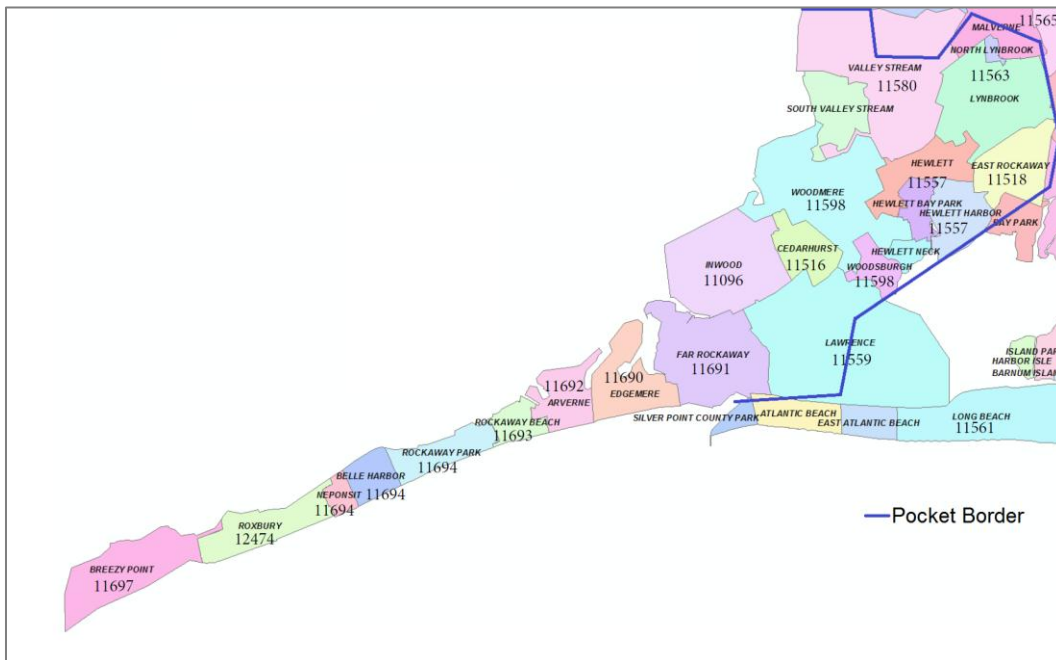 11565
MALVERNE
NORTH LYNBROOK
VALLEY STREAM
11580
11563
LYNBROOK
SOUTH VALLEY STREAM
HEWLETT
11557
EAST ROCKAWAY
11518
WOODMERE
11598
HEWLETT BAY PARK
HEWLETT HARBOR
11557
BAY PARK
CEDARHURST
11516
HEWLETT NECK
WOODSBURGH
11598
INWOOD
11096
LAWRENCE
11559
FAR ROCKAWAY
11691
ISLAND PAR
HARBOR ISLE
BARNUM ISLAN
11692
ARVERNE
11690
EDGEMERE
SILVER POINT COUNTY PARK
ATLANTIC BEACH
EAST ATLANTIC BEACH
LONG BEACH
11561
ROCKAWAY BEACH
11693
ROCKAWAY PARK
11694
BELLE HARBOR
11694
NEPONSIT
11694
ROXBURY
12474
BREEZY POINT
11697
Pocket Border